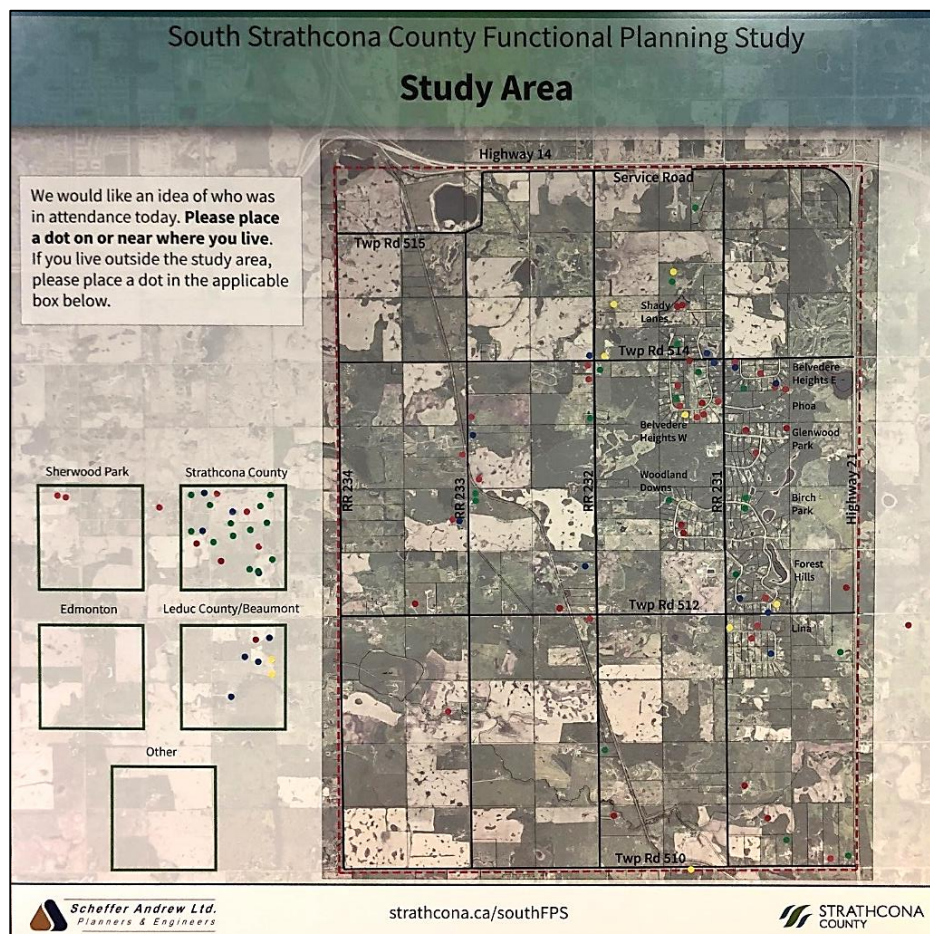 South Strathcona County Functional Planning Study
Study Area
We would like an idea of who was
in attendance today. Please place
a dot on or near where you live.
If you live outside the study area,
please place a dot in the applicable
box below.
Highway 14
Service Road
Twp Rd 515
Shady
Lanes
Twp Rd 514
Belvedere
Heights E
Phoa
Belvedere
Heights W
Glenwood
Park
Woodland
Downs
Birch
Park
RR 234
RR 233
RR 232
RR 231
Highway 21
Forest
Hills
Twp Rd 512
Lina
Twp Rd 510
Sherwood Park
Strathcona County
Edmonton
Leduc County/Beaumont
Other
Scheffer Andrew Ltd.
Planners & Engineers
strathcona.ca/southFPS
STRATHCONA
COUNTY